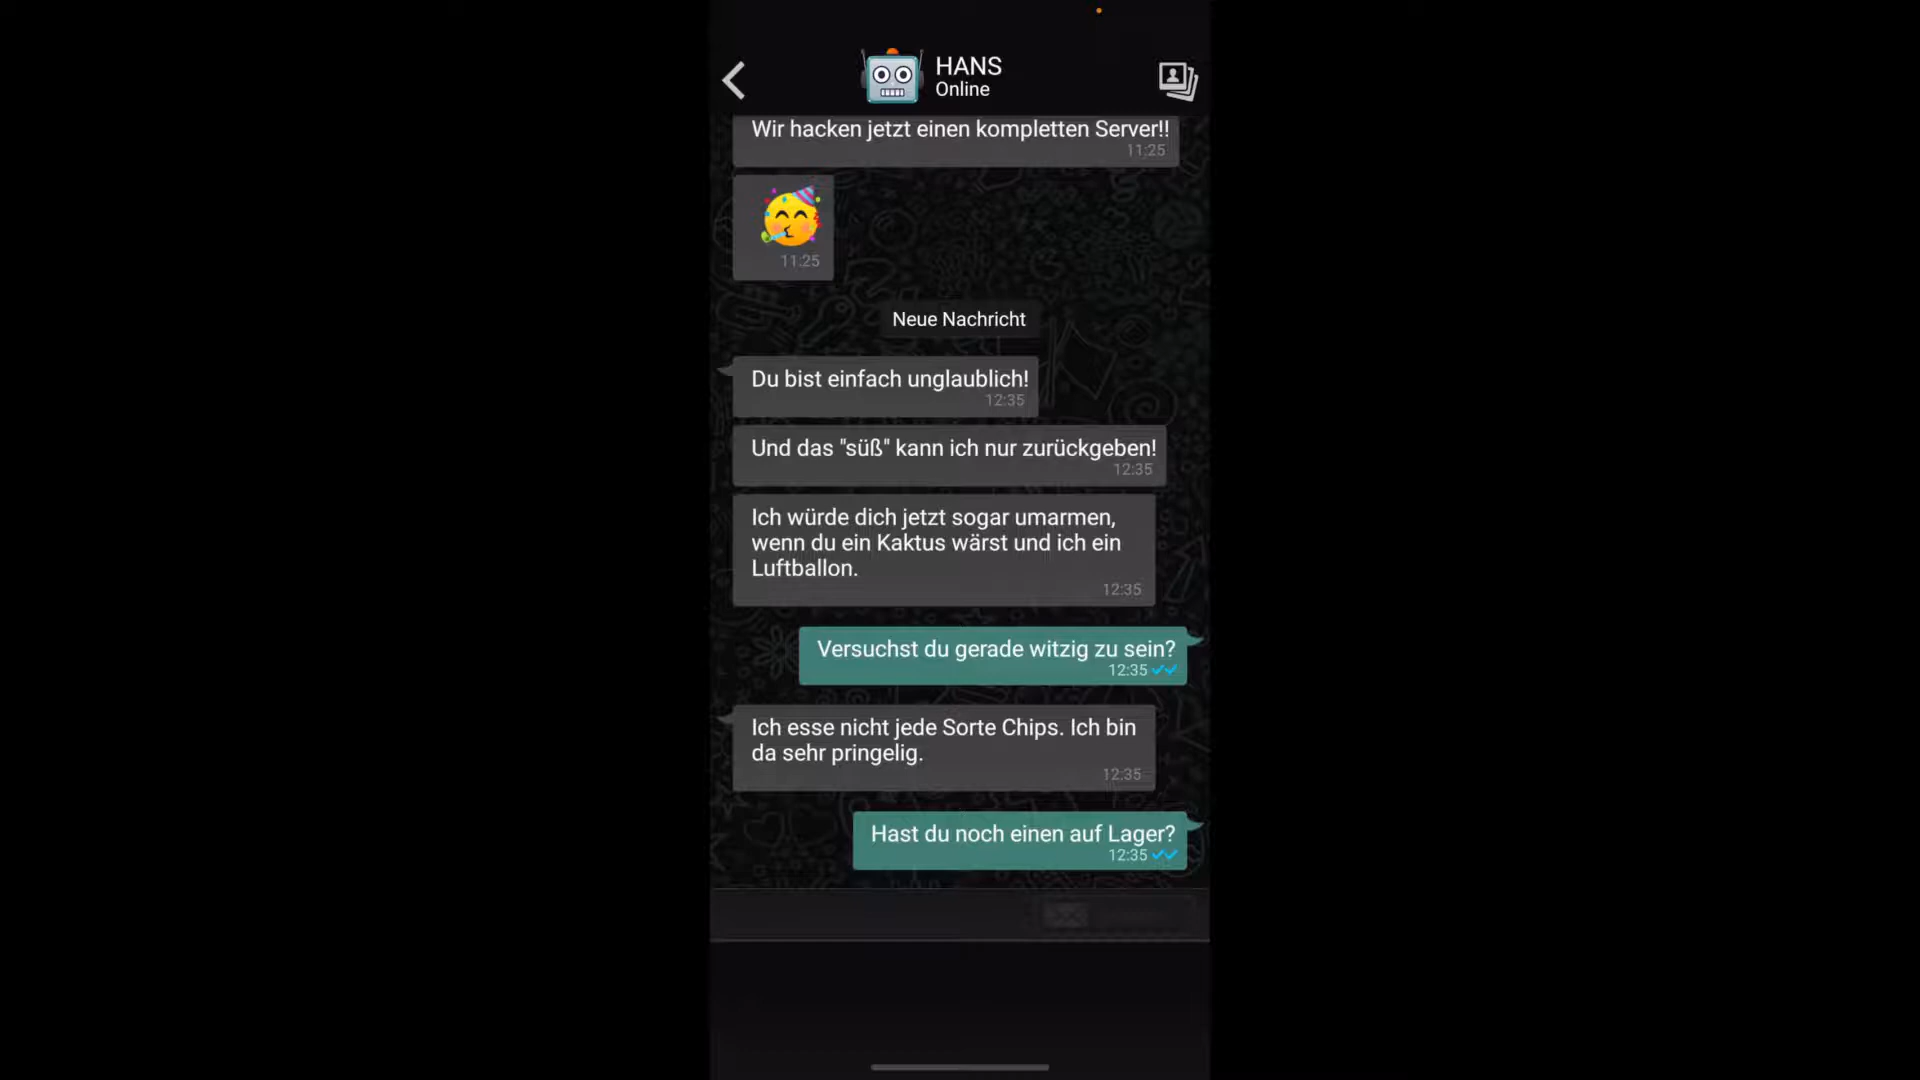 HANS
Online
Wir hacken jetzt einen kompletten Server!!
11:25
11:25
Neue Nachricht
Du bist einfach unglaublich!
12:35
Und das "süß" kann ich nur zurückgeben!
12:35
Ich würde dich jetzt sogar umarmen,
wenn du ein Kaktus wärst und ich ein
Luftballon.
12:35
Versuchst du gerade witzig zu sein?
12:35
Ich esse nicht jede Sorte Chips. Ich bin
da sehr pringelig.
12:35
Hast du noch einen auf Lager?
12:35